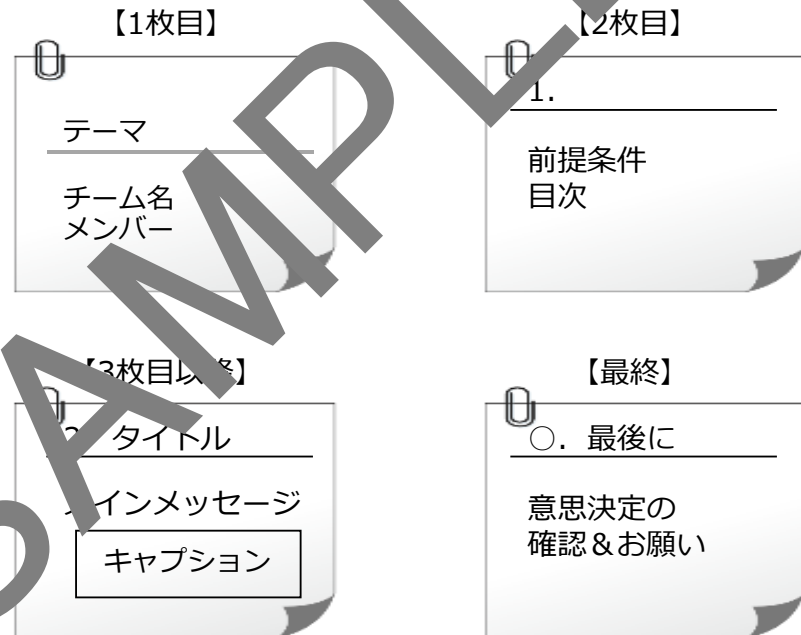 【1枚目】
テーマ
チーム名
メンバー
【2枚目】
1.
前提条件
目次
【3枚目以降】
タイトル
メインメッセージ
キャプション
【最終】
○. 最後に
意思決定の
確認＆お願い
SAMPLE